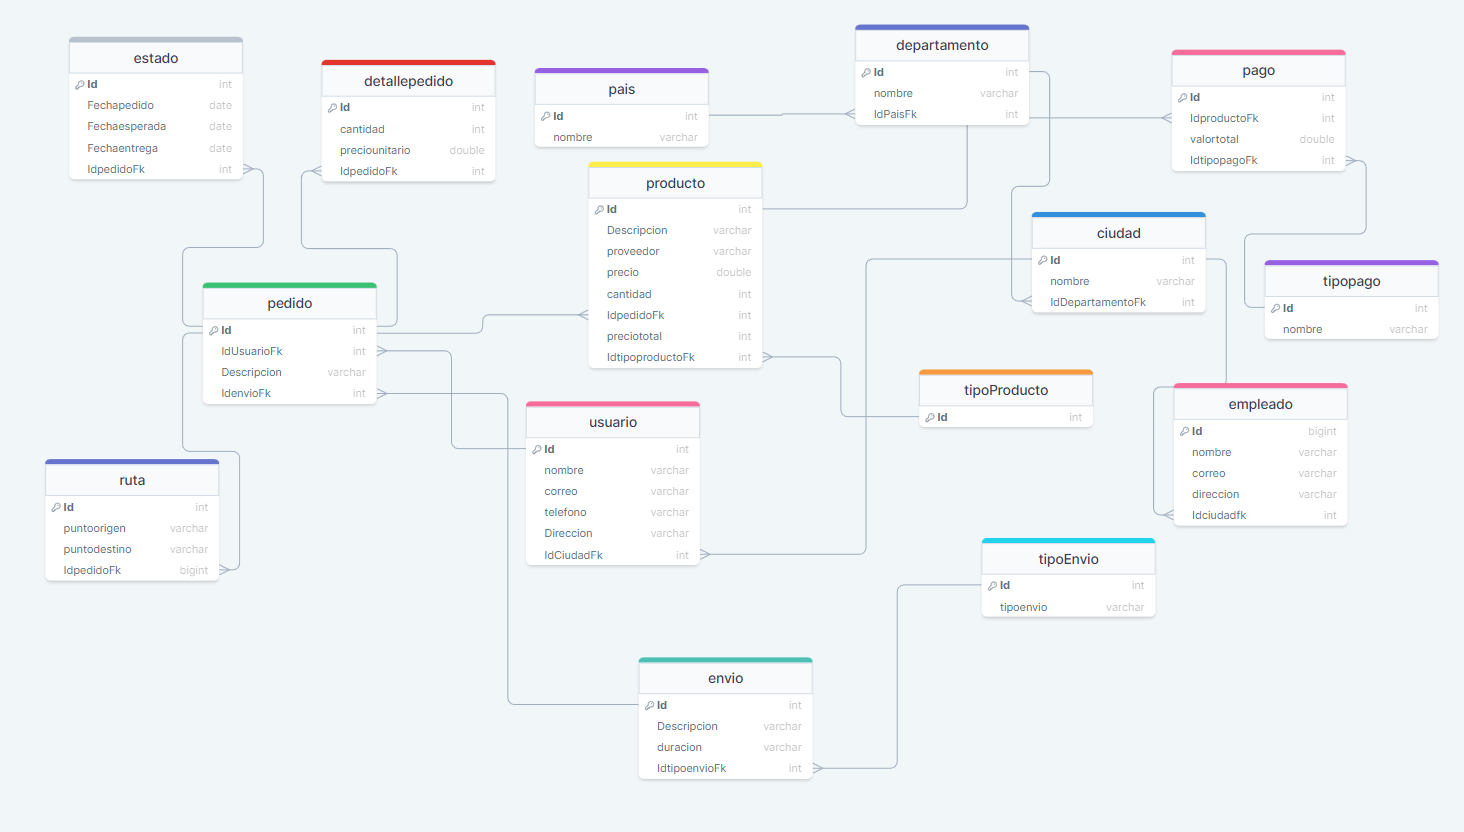 estado
Id int
Fechapedido date
Fechaesperada date
Fechaentrega date
IdpedidoFk int
detallepedido
Id int
cantidad int
preciounitario double
IdpedidoFk int
pais
Id int
nombre varchar
departamento
Id int
nombre varchar
IdPaisFk int
pago
Id int
IdproductoFk int
valortotal double
IdtipopagoFk int
producto
Id int
Descripcion varchar
proveedor varchar
precio double
cantidad int
IdpedidoFk int
preciototal int
IdtipoproductoFk int
ciudad
Id int
nombre varchar
IdDepartamentoFk int
tipopago
Id int
nombre varchar
pedido
Id int
IdUsuarioFk int
Descripcion varchar
IdenvioFk int
tipoProducto
Id int
empleado
Id bigint
nombre varchar
correo varchar
direccion varchar
Idciudadfk int
usuario
Id int
nombre varchar
correo varchar
telefono varchar
Direccion varchar
IdCiudadFk int
ruta
Id int
puntoorigen varchar
puntodestino varchar
IdpedidoFk bigint
tipoEnvio
Id int
tipoenvio varchar
envio
Id int
Descripcion varchar
duracion varchar
IdtipoenvioFk int